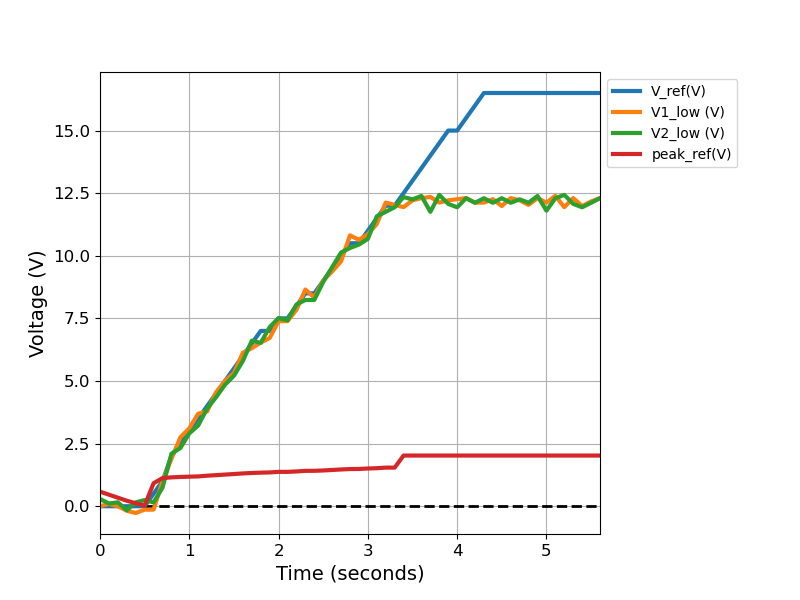 V_ref(V)
V1_low (V)
V2_low (V)
peak_ref(V)
Voltage (V)
15.0
12.5
10.0
7.5
5.0
2.5
0.0
0 1 2 3 4 5
Time (seconds)